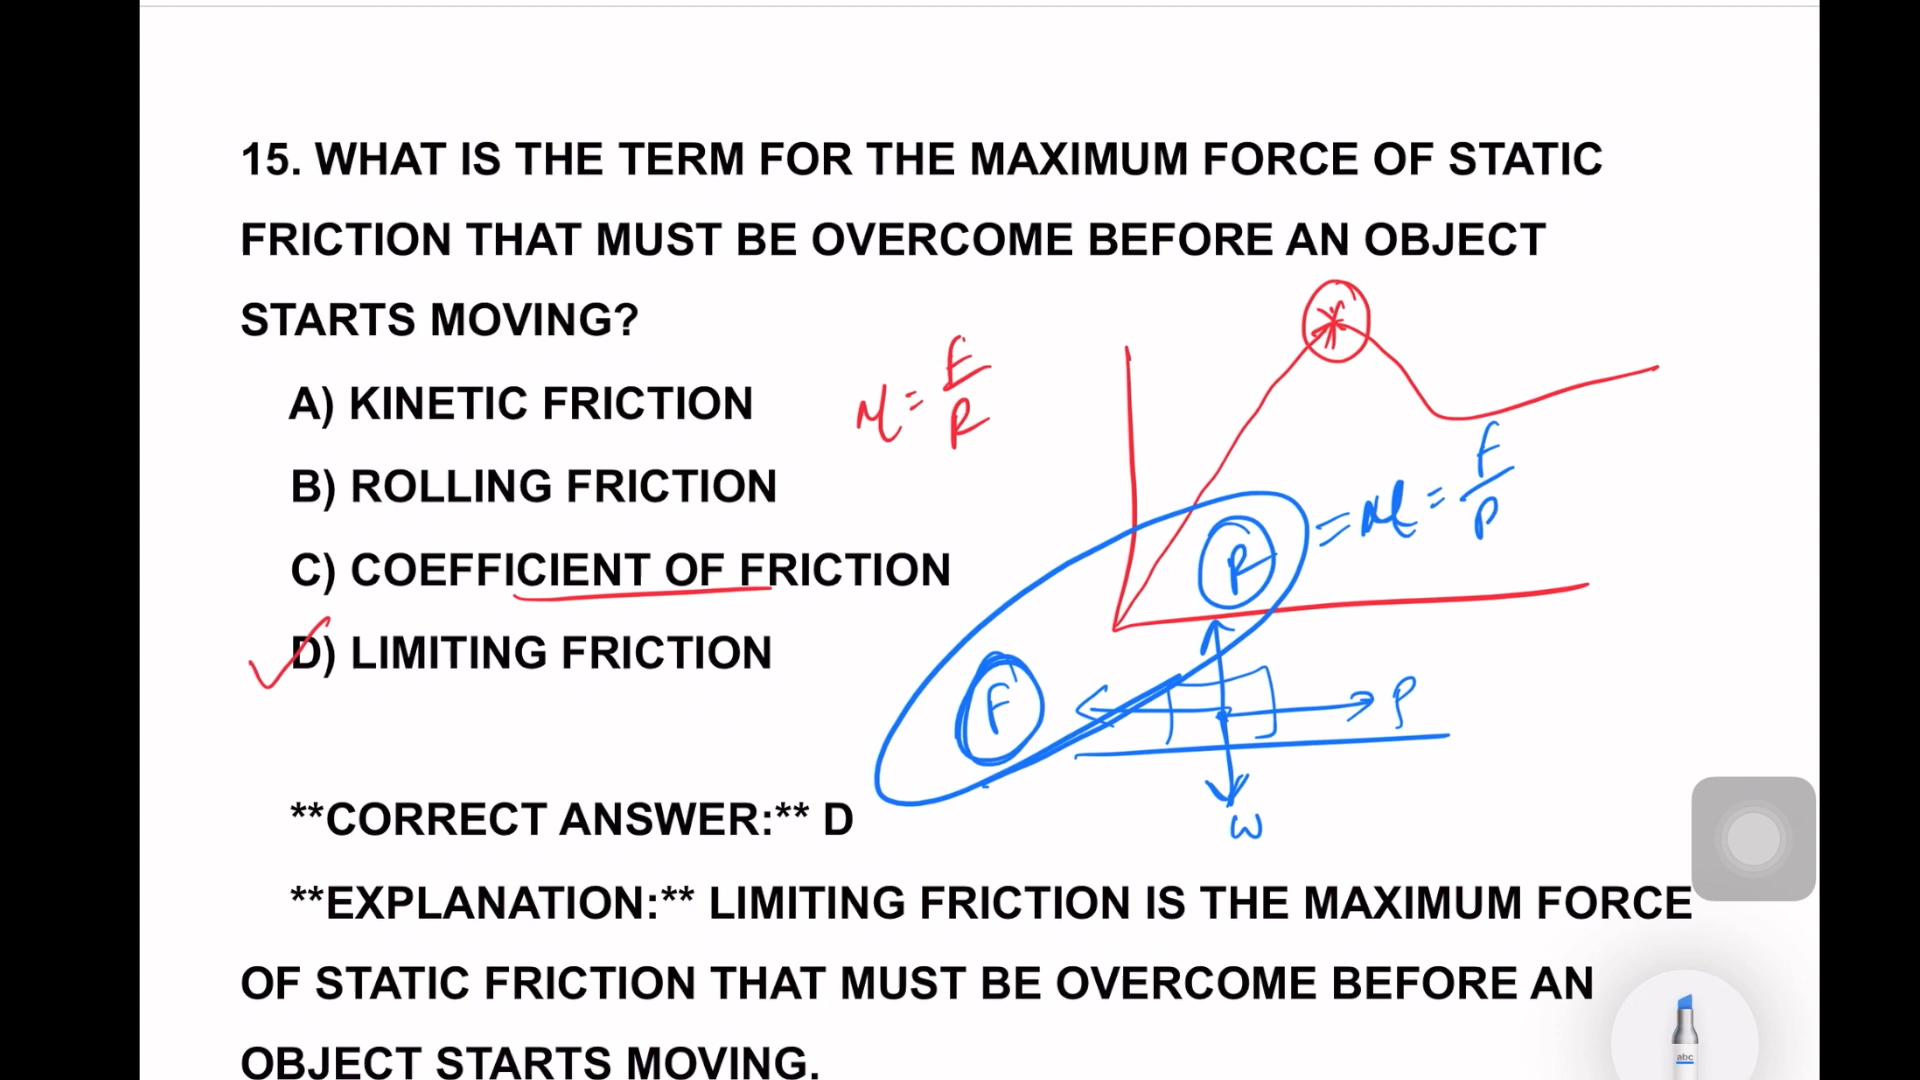 15. WHAT IS THE TERM FOR THE MAXIMUM FORCE OF STATIC
FRICTION THAT MUST BE OVERCOME BEFORE AN OBJECT
STARTS MOVING?
A) KINETIC FRICTION
B) ROLLING FRICTION
C) COEFFICIENT OF FRICTION
D) LIMITING FRICTION
**CORRECT ANSWER:** D
**EXPLANATION:** LIMITING FRICTION IS THE MAXIMUM FORCE
OF STATIC FRICTION THAT MUST BE OVERCOME BEFORE AN
OBJECT STARTS MOVING.
R
F
P
W
abc